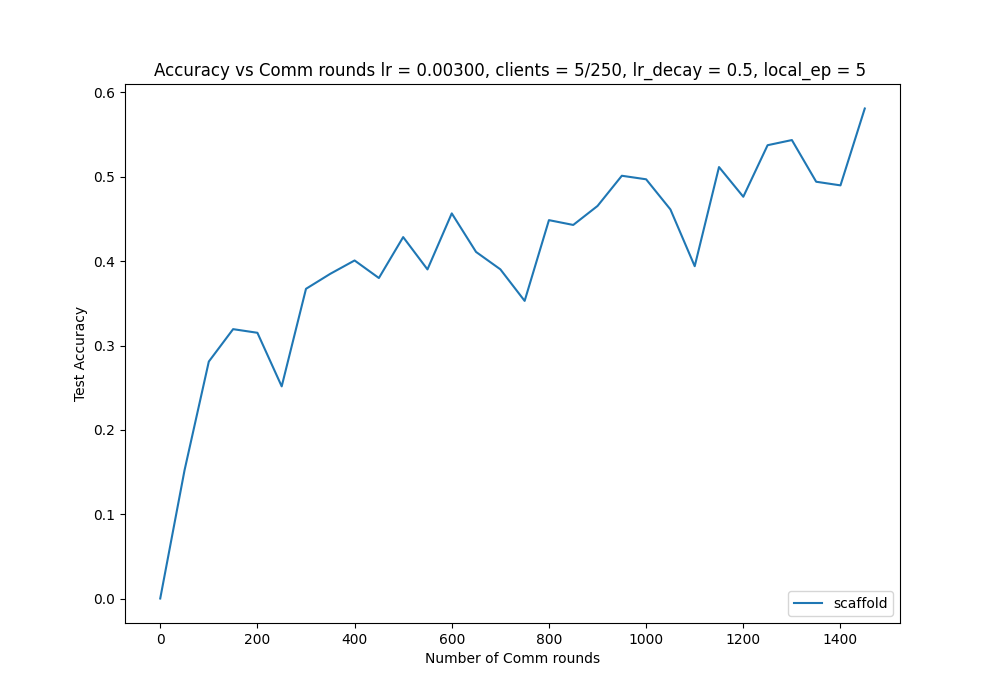 Accuracy vs Comm rounds lr = 0.00300, clients = 5/250, lr_decay = 0.5, local_ep = 5
0.6
0.5
0.4
0.3
0.2
0.1
0.0
Test Accuracy
scaffold
0 200 400 600 800 1000 1200 1400
Number of Comm rounds